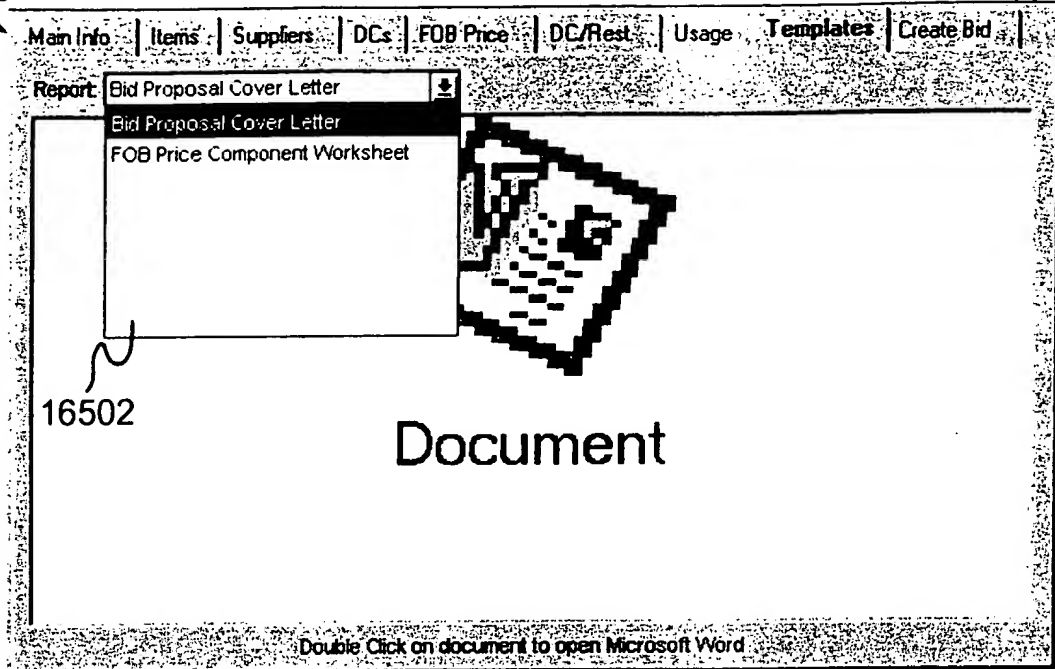 Main Info Items Suppliers DCs FOB Price DC/Rest. Usage Templates Create Bid
Report: Bid Proposal Cover Letter
Bid Proposal Cover Letter
FOB Price Component Worksheet
16502
Document
Double Click on document to open Microsoft Word